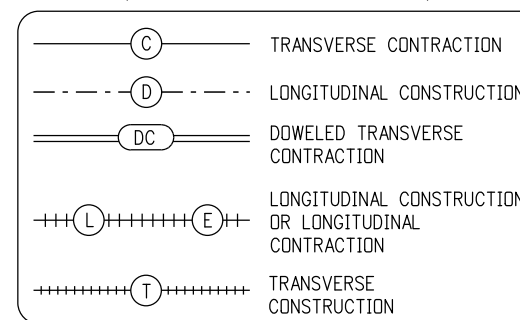 C TRANSVERSE CONTRACTION
D LONGITUDINAL CONSTRUCTION
DC DOWELED TRANSVERSE
CONTRACTION
LONGITUDINAL CONSTRUCTION
L E OR LONGITUDINAL
CONTRACTION
T TRANSVERSE
CONSTRUCTION